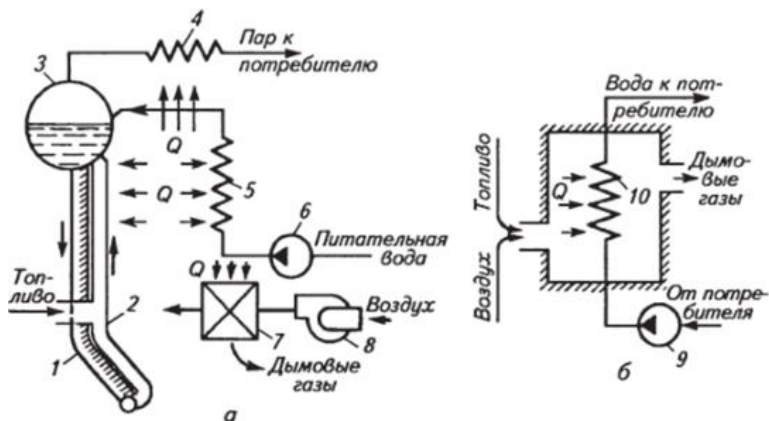 4
Пар к
потребителю
3
Q
Q
5
6
Питательная
вода
Q
Топ-
ливо
2
1
7
Воздух
8
Дымовые
газы
а
Вода к пот-
ребителю
Топливо
Q
10
Дымо-
вые
газы
Воздух
От потре-
бителя
9
б